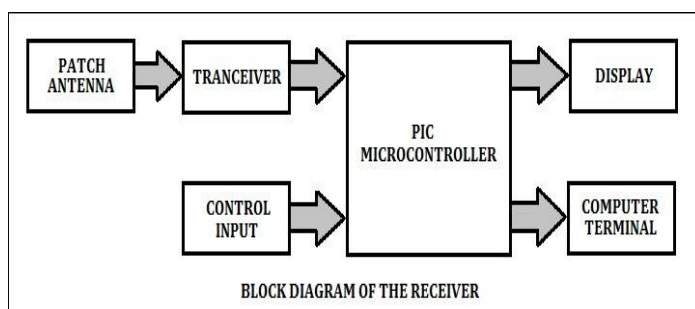 PATCH
ANTENNA
TRANCEIVER
PIC
MICROCONTROLLER
DISPLAY
CONTROL
INPUT
COMPUTER
TERMINAL
BLOCK DIAGRAM OF THE RECEIVER